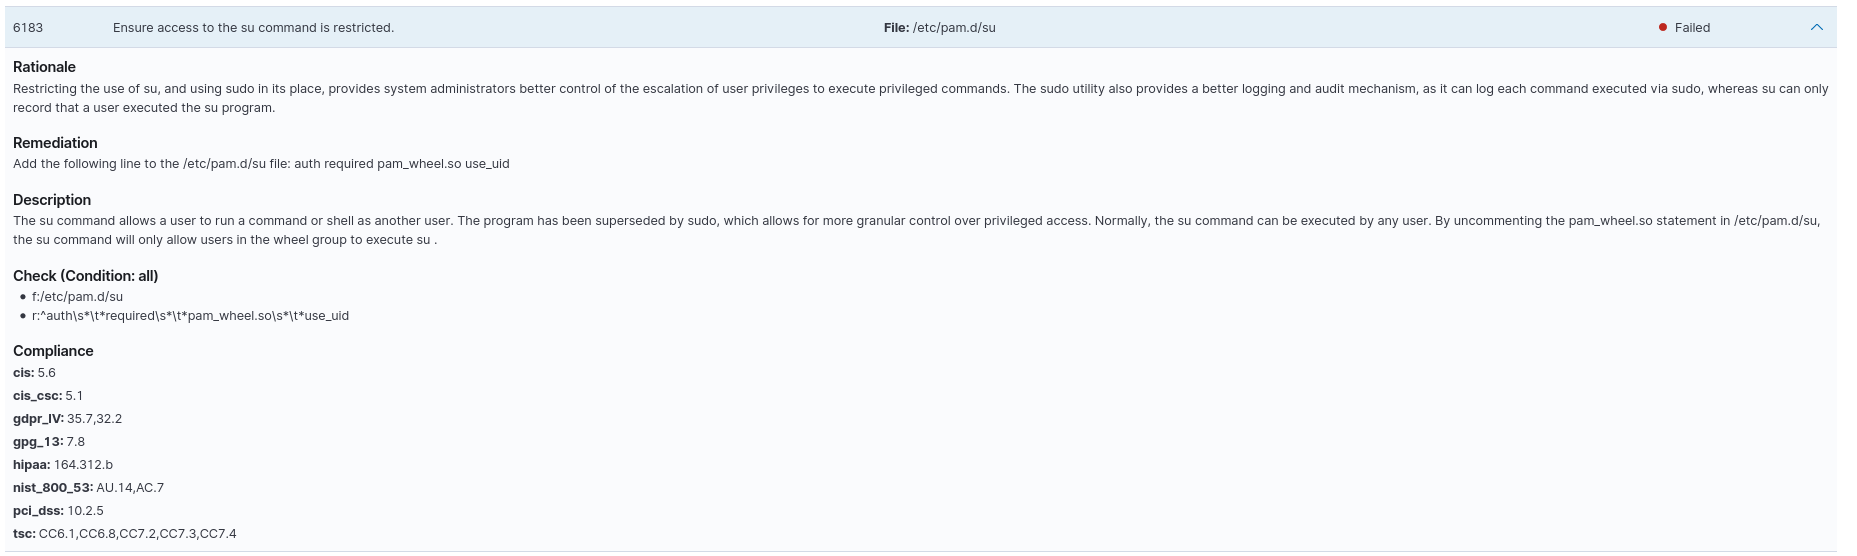 6183 Ensure access to the su command is restricted. File: /etc/pam.d/su Failed
Rationale
Restricting the use of su, and using sudo in its place, provides system administrators better control of the escalation of user privileges to execute privileged commands. The sudo utility also provides a better logging and audit mechanism, as it can log each command executed via sudo, whereas su can only
record that a user executed the su program.
Remediation
Add the following line to the /etc/pam.d/su file: auth required pam_wheel.so use_uid
Description
The su command allows a user to run a command or shell as another user. The program has been superseded by sudo, which allows for more granular control over privileged access. Normally, the su command can be executed by any user. By uncommenting the pam_wheel.so statement in /etc/pam.d/su,
the su command will only allow users in the wheel group to execute su .
Check (Condition: all)
• f:/etc/pam.d/su
• r:^auth\s*\t*required\s*\t*pam_wheel.so\s*\t*use_uid
Compliance
cis: 5.6
cis_csc: 5.1
gdpr_IV: 35.7,32.2
gpg_13: 7.8
hipaa: 164.312.b
nist_800_53: AU.14,AC.7
pci_dss: 10.2.5
tsc: CC6.1,CC6.8,CC7.2,CC7.3,CC7.4